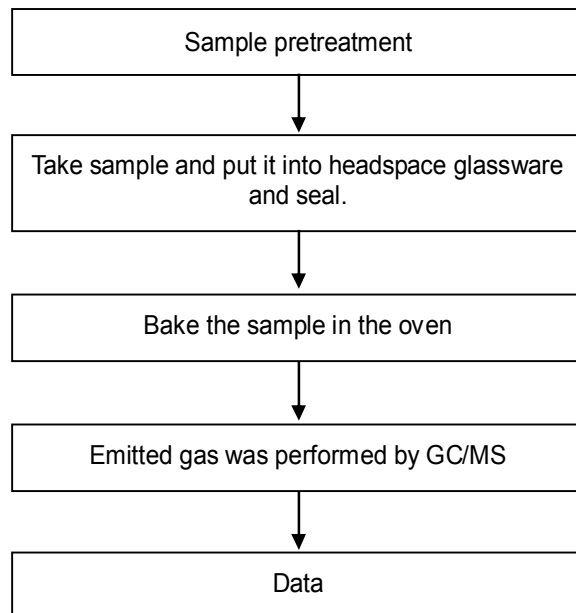 Sample pretreatment
Take sample and put it into headspace glassware
and seal.
Bake the sample in the oven
Emitted gas was performed by GC/MS
Data